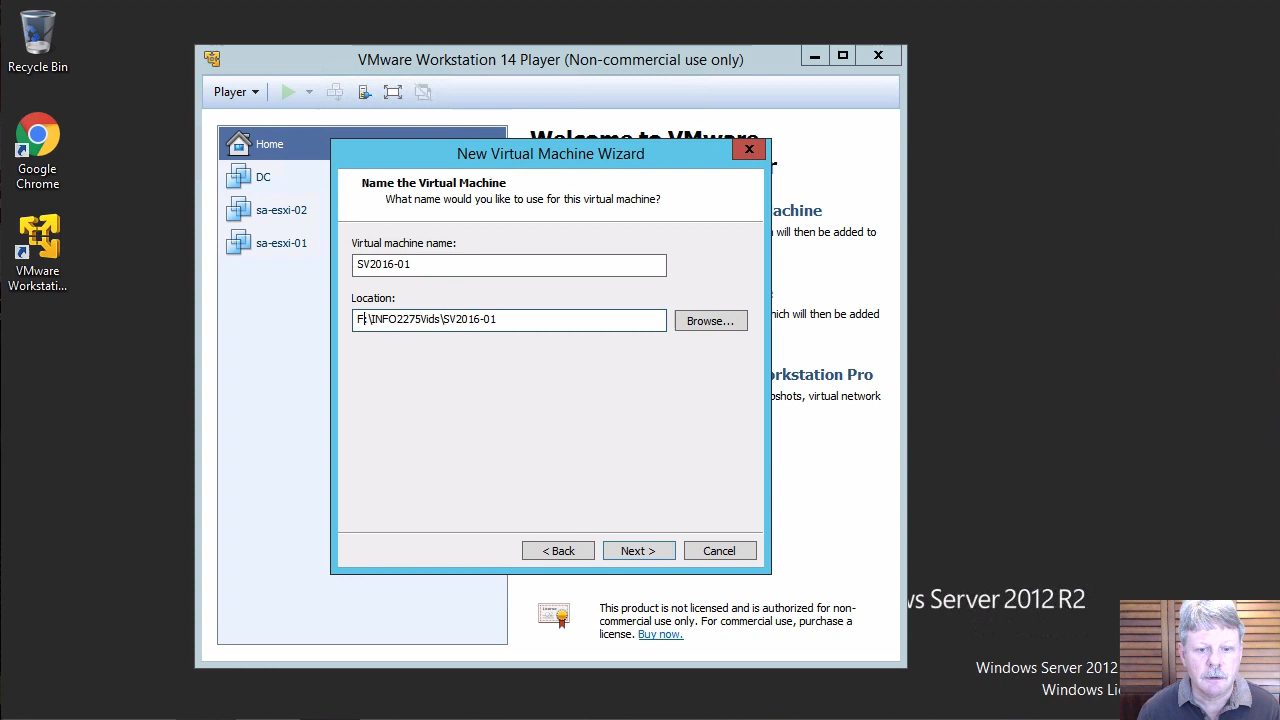 Recycle Bin
Google
Chrome
VMware
Workstati...
VMware Workstation 14 Player (Non-commercial use only)
Player
Home
DC
sa-esxi-02
sa-esxi-01
Welcome to VMware
New Virtual Machine Wizard
Name the Virtual Machine
What name would you like to use for this virtual machine?
Virtual machine name:
SV2016-01
Location:
F:\INFO2275Vids\SV2016-01
Browse...
< Back
Next >
Cancel
achine
will then be added to
hich will then be added
orkstation Pro
pshots, virtual network
This product is not licensed and is authorized for non-
commercial use only. For commercial use, purchase a
license. Buy now.
ws Server 2012 R2
Windows Server 2012
Windows Li